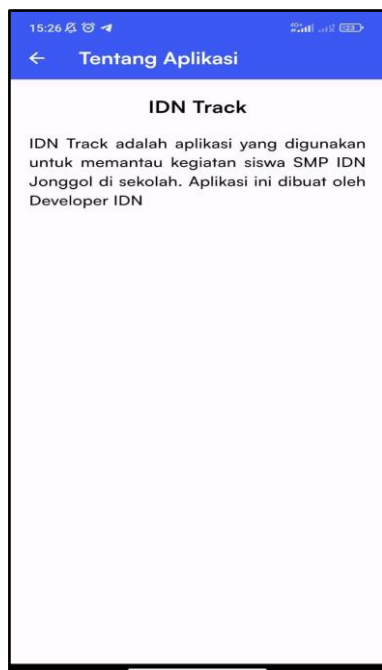 15:26
Tentang Aplikasi
IDN Track
IDN Track adalah aplikasi yang digunakan
untuk memantau kegiatan siswa SMP IDN
Jonggol di sekolah. Aplikasi ini dibuat oleh
Developer IDN